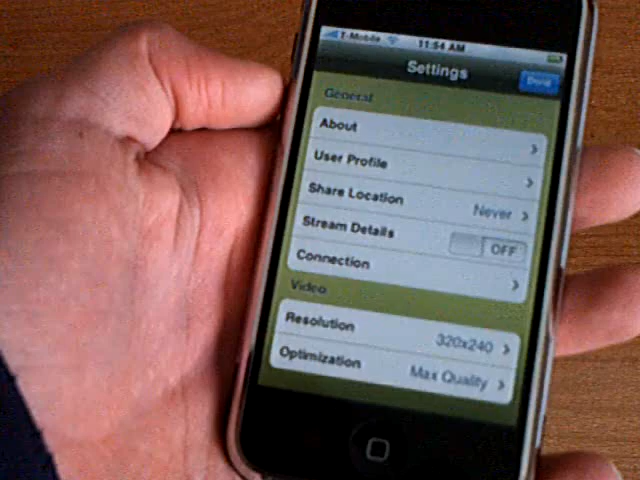 T-Mobile 11:54 AM
Settings Done
General
About
User Profile
Share Location Never
Stream Details OFF
Connection
Video
Resolution 320x240
Optimization Max Quality